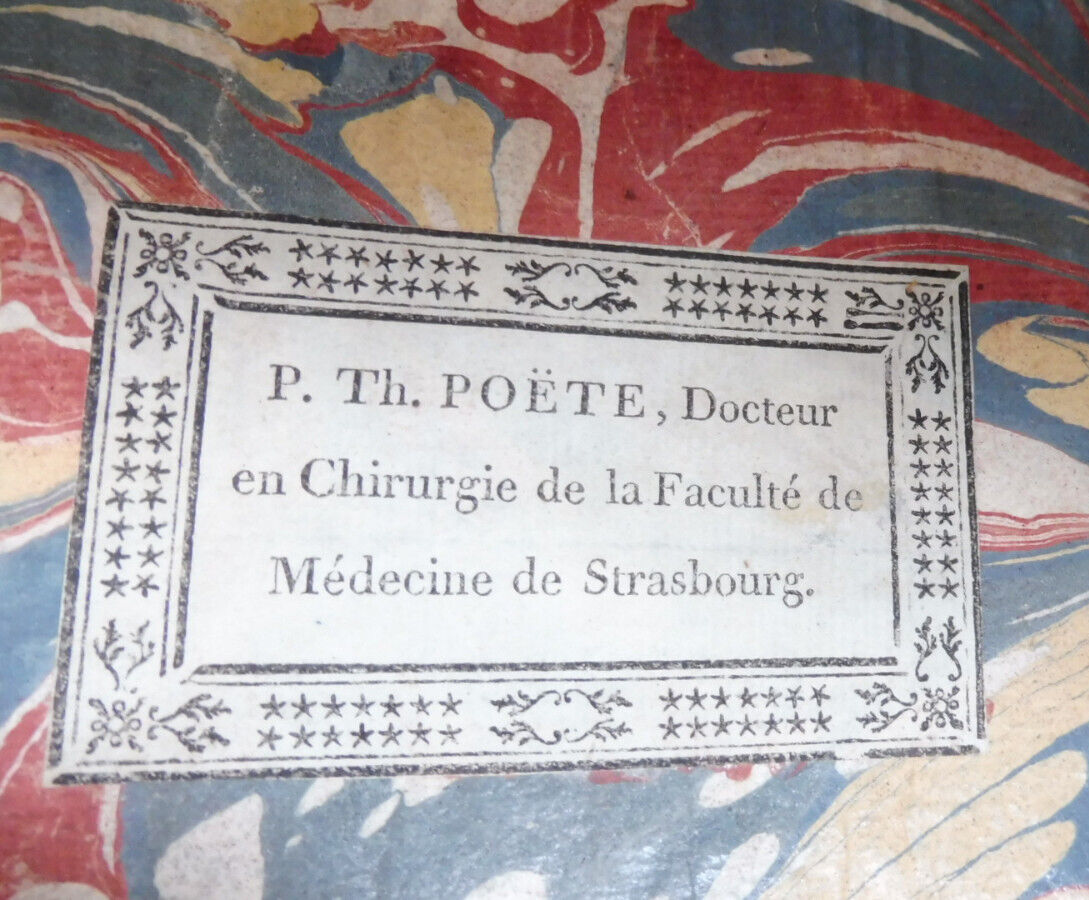 P. Th. POËTE, Docteur
en Chirurgie de la Faculté de
Médecine de Strasbourg.